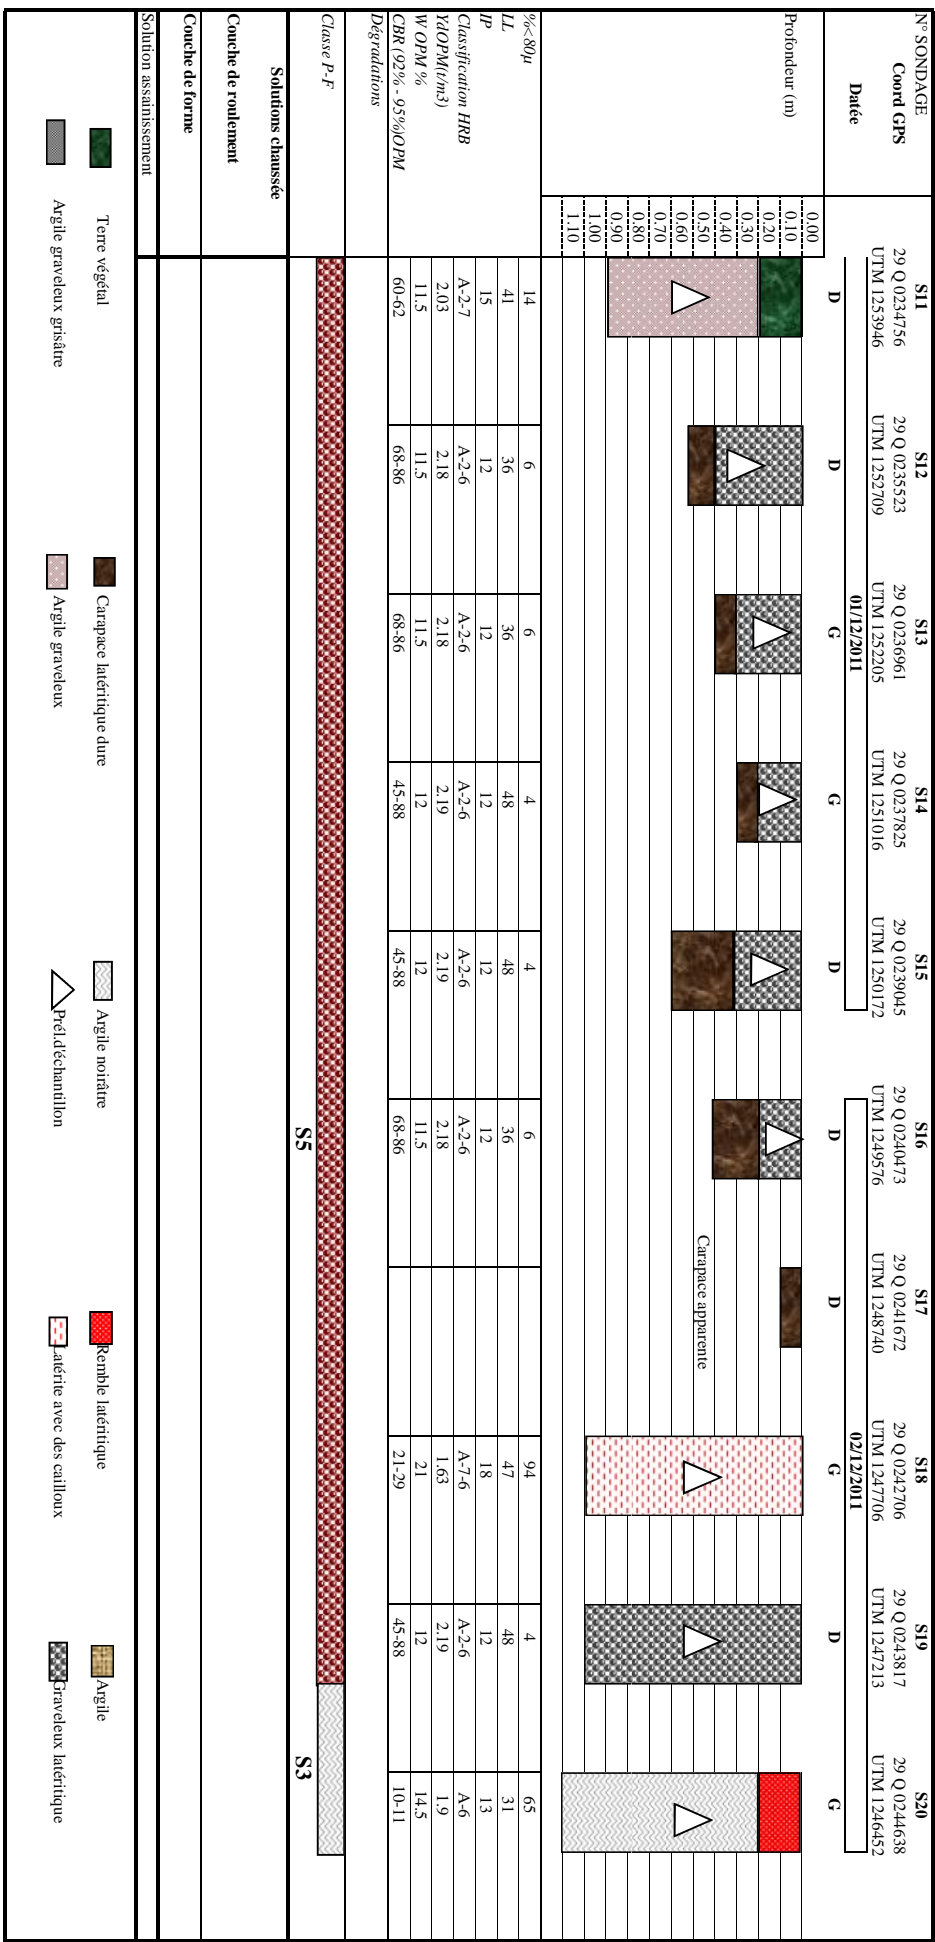 N° SONDAGE
Coord GPS
Datée
Profondeur (m)
0.00
0.10
0.20
0.30
0.40
0.50
0.60
0.70
0.80
0.90
1.00
1.10
S11
29 Q 0234756
UTM 1253946
D
S12
29 Q 0235523
UTM 1252709
D
S13
29 Q 0236961
UTM 1252205
G
S14
29 Q 0237825
UTM 1251016
G
S15
29 Q 0239045
UTM 1250172
D
S16
29 Q 0240473
UTM 1249576
D
S17
29 Q 0241672
UTM 1248740
D
S18
29 Q 0242706
UTM 1247706
G
S19
29 Q 0243817
UTM 1247213
D
S20
29 Q 0244638
UTM 1246452
G
01/12/2011
02/12/2011
Carapace apparente
%<80µ 14 6 6 4 4 6 94 4 65
LL 41 36 36 48 48 36 47 48 31
IP 15 12 12 12 12 12 18 12 13
Classification HRB A-2-7 A-2-6 A-2-6 A-2-6 A-2-6 A-2-6 A-7-6 A-2-6 A-6
YdOPM(t/m3) 2.03 2.18 2.18 2.19 2.19 2.18 1.63 2.19 1.9
W OPM % 11.5 11.5 11.5 12 12 11.5 21 12 14.5
CBR (92% - 95%)OPM 60-62 68-86 68-86 45-88 45-88 68-86 21-29 45-88 10-11
Dégradations
Classe P-F
S5
S3
Solutions chaussée
Couche de roulement
Couche de forme
Solution assainissement
Terre végétal
Carapace latéritique dure
Argile noirâtre
Remble latéritique
Argile
Argile graveleux grisâtre
Argile graveleux
Prél.d'échantillon
Latérite avec des cailloux
Graveleux latéritique